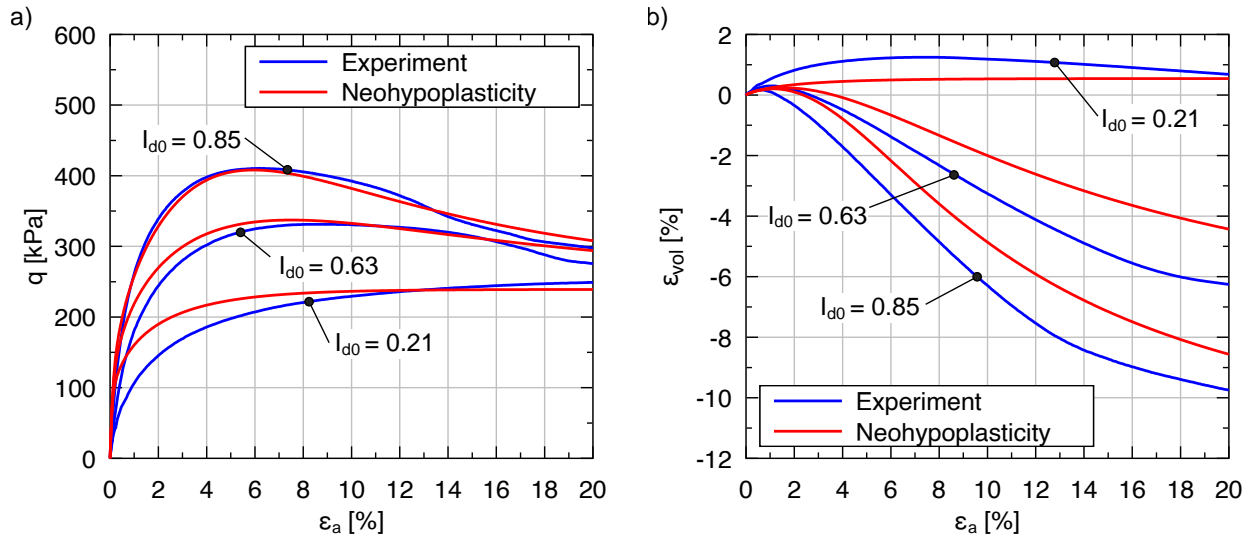 a)
600
500
400
300
200
100
0
q [kPa]
Experiment
Neohypoplasticity
I_d0 = 0.85
I_d0 = 0.63
I_d0 = 0.21
0 2 4 6 8 10 12 14 16 18 20
ε_a [%]
b)
2
0
-2
-4
-6
-8
-10
-12
ε_vol [%]
I_d0 = 0.21
I_d0 = 0.63
I_d0 = 0.85
Experiment
Neohypoplasticity
0 2 4 6 8 10 12 14 16 18 20
ε_a [%]